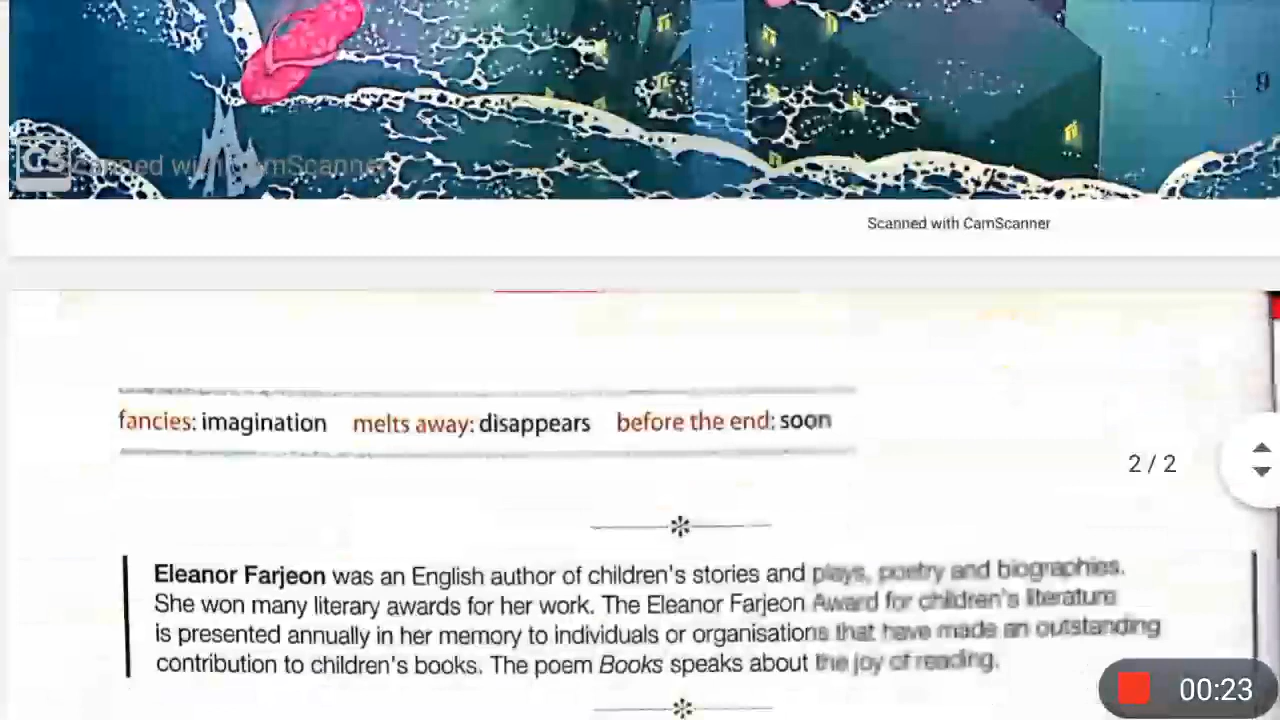 9
CS Scanned with CamScanner
Scanned with CamScanner
fancies: imagination melts away: disappears before the end: soon
2 / 2
Eleanor Farjeon was an English author of children's stories and plays, poetry and biographies.
She won many literary awards for her work. The Eleanor Farjeon Award for children's literature
is presented annually in her memory to individuals or organisations that have made an outstanding
contribution to children's books. The poem Books speaks about the joy of reading.
00:23